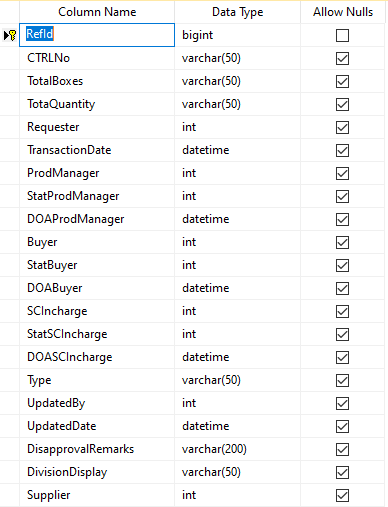 Column Name Data Type Allow Nulls
RefId bigint
CTRLNo varchar(50)
TotalBoxes varchar(50)
TotaQuantity varchar(50)
Requester int
TransactionDate datetime
ProdManager int
StatProdManager int
DOAProdManager datetime
Buyer int
StatBuyer int
DOABuyer datetime
SCIncharge int
StatSCIncharge int
DOASCIncharge datetime
Type varchar(50)
UpdatedBy int
UpdatedDate datetime
DisapprovalRemarks varchar(200)
DivisionDisplay varchar(50)
Supplier int